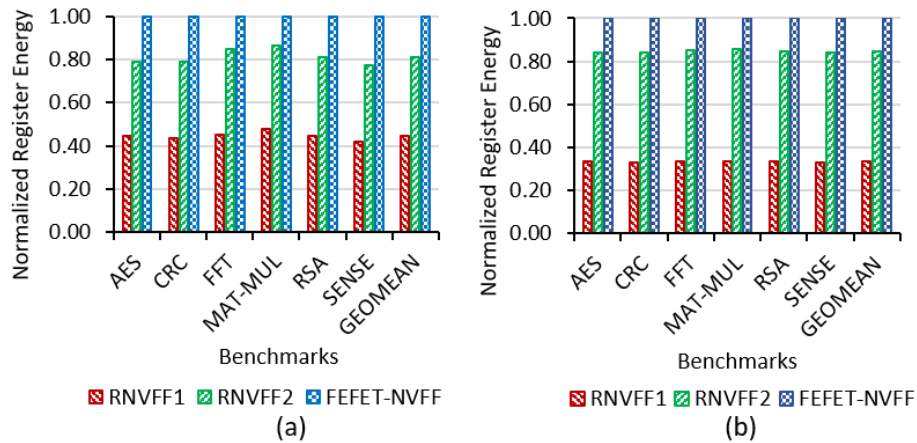 Normalized Register Energy
1.00
0.80
0.60
0.40
0.20
0.00
AES
CRC
FFT
MAT-MUL
RSA
SENSE
GEOMEAN
Benchmarks
RNVFF1 RNVFF2 FEFET-NVFF
(a)
Normalized Register Energy
1.00
0.80
0.60
0.40
0.20
0.00
AES
CRC
FFT
MAT-MUL
RSA
SENSE
GEOMEAN
Benchmarks
RNVFF1 RNVFF2 FEFET-NVFF
(b)